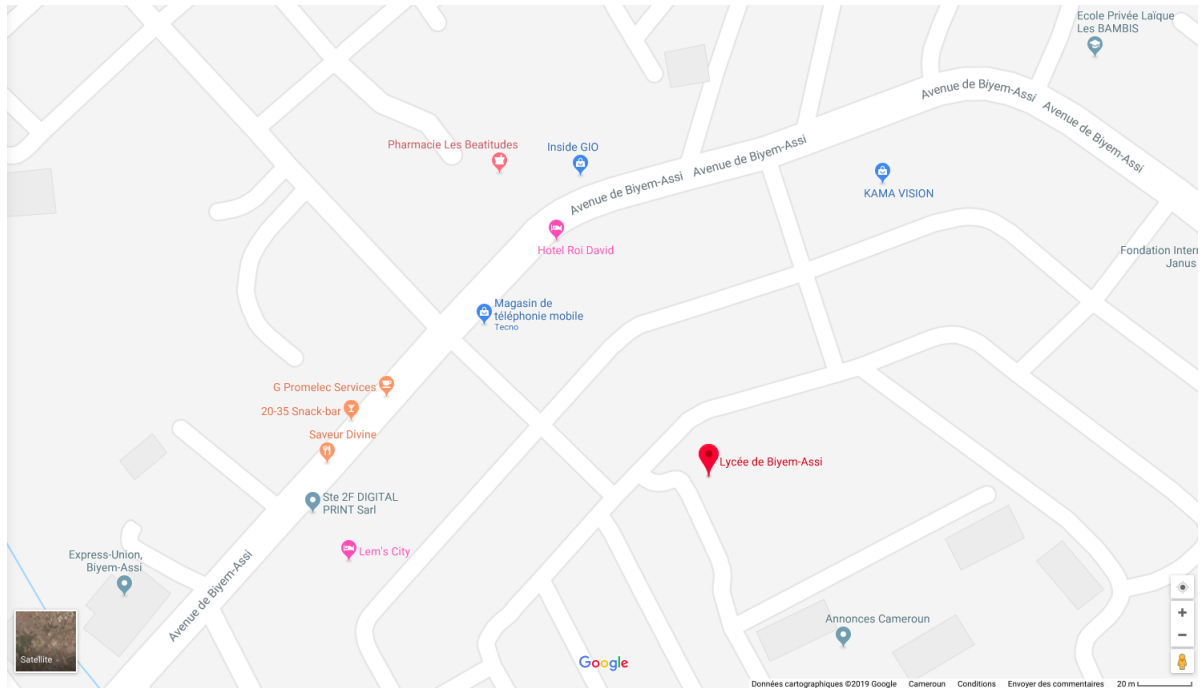 Ecole Privée Laïque
Les BAMBIS
Avenue de Biyem-Assi
Avenue de Biyem-Assi
Avenue de Biyem-Assi
Avenue de Biyem-Assi
Pharmacie Les Beatitudes
Inside GIO
KAMA VISION
Hotel Roi David
Fondation Inter
Janus
Magasin de
téléphonie mobile
Tecno
G Promelec Services
20-35 Snack-bar
Saveur Divine
Lycée de Biyem-Assi
Ste 2F DIGITAL
PRINT Sarl
Lem's City
Express-Union,
Biyem-Assi
Avenue de Biyem-Assi
Annonces Cameroun
Satellite
Google
Données cartographiques ©2019 Google Cameroun Conditions Envoyer des commentaires 20 m